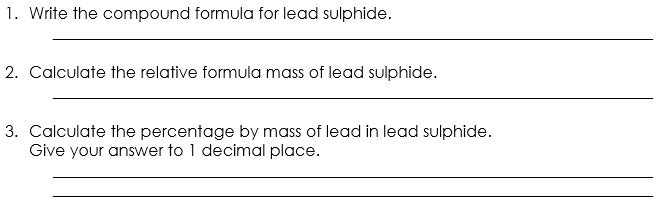 1. Write the compound formula for lead sulphide.
2. Calculate the relative formula mass of lead sulphide.
3. Calculate the percentage by mass of lead in lead sulphide.
Give your answer to 1 decimal place.